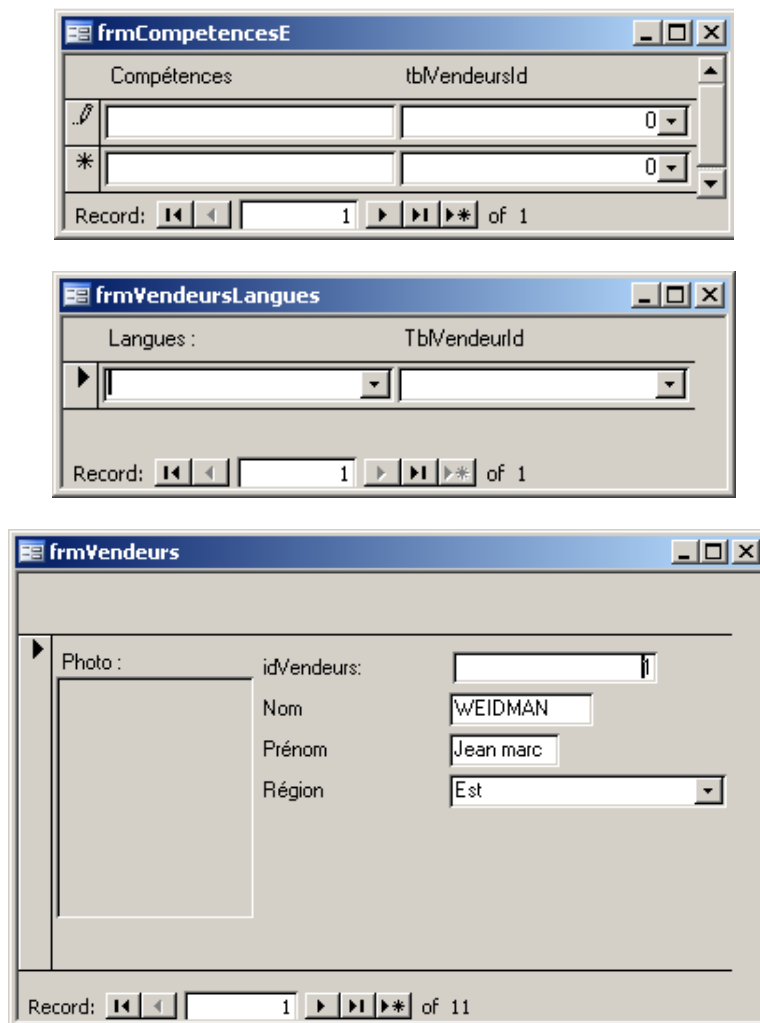 frmCompetencesE
Compétences tblVendeursId
0
0
Record: 1 of 1
frmVendeursLangues
Langues : TblVendeurId
Record: 1 of 1
frmVendeurs
Photo : idVendeurs: 1
Nom WEIDMAN
Prénom Jean marc
Région Est
Record: 1 of 11